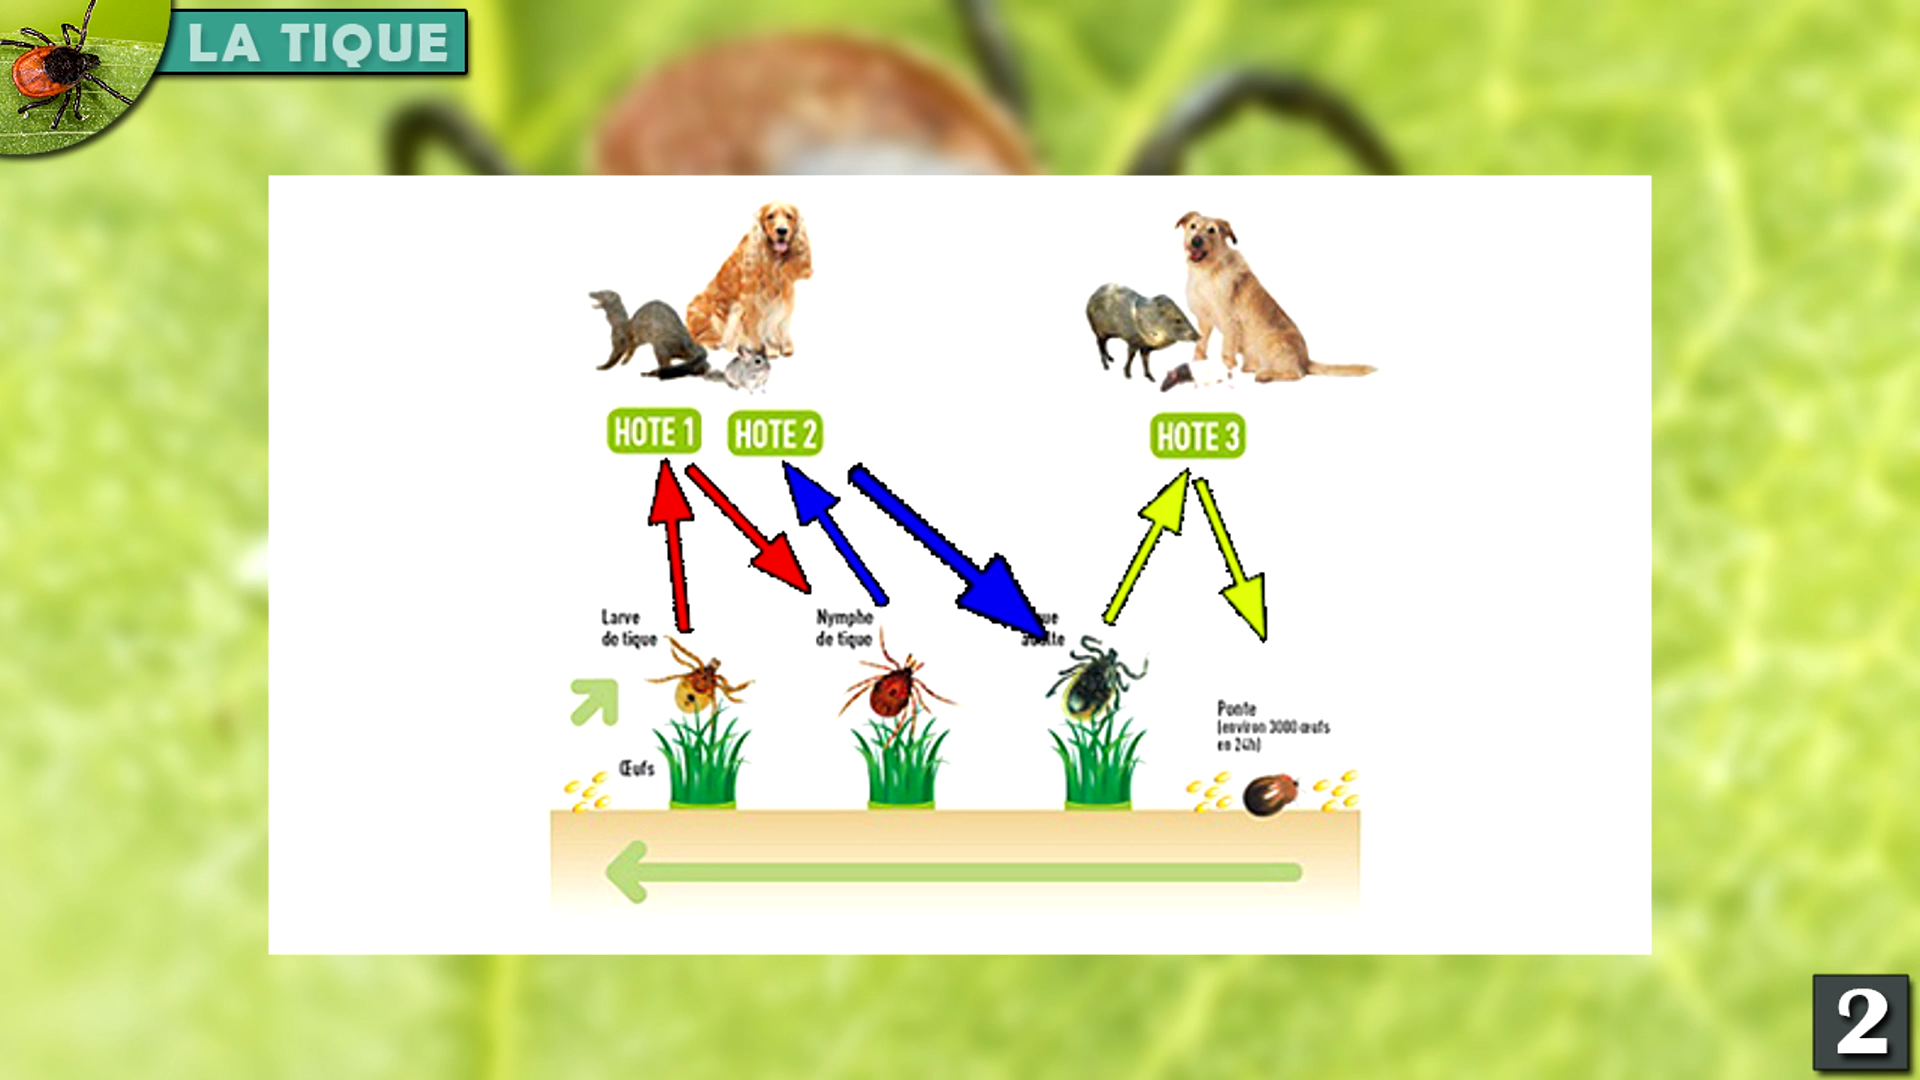 LA TIQUE
HOTE 1
HOTE 2
HOTE 3
Larve
de tique
Nymphe
de tique
Ponte
(environ 3000 œufs
en 24h)
Œufs
2